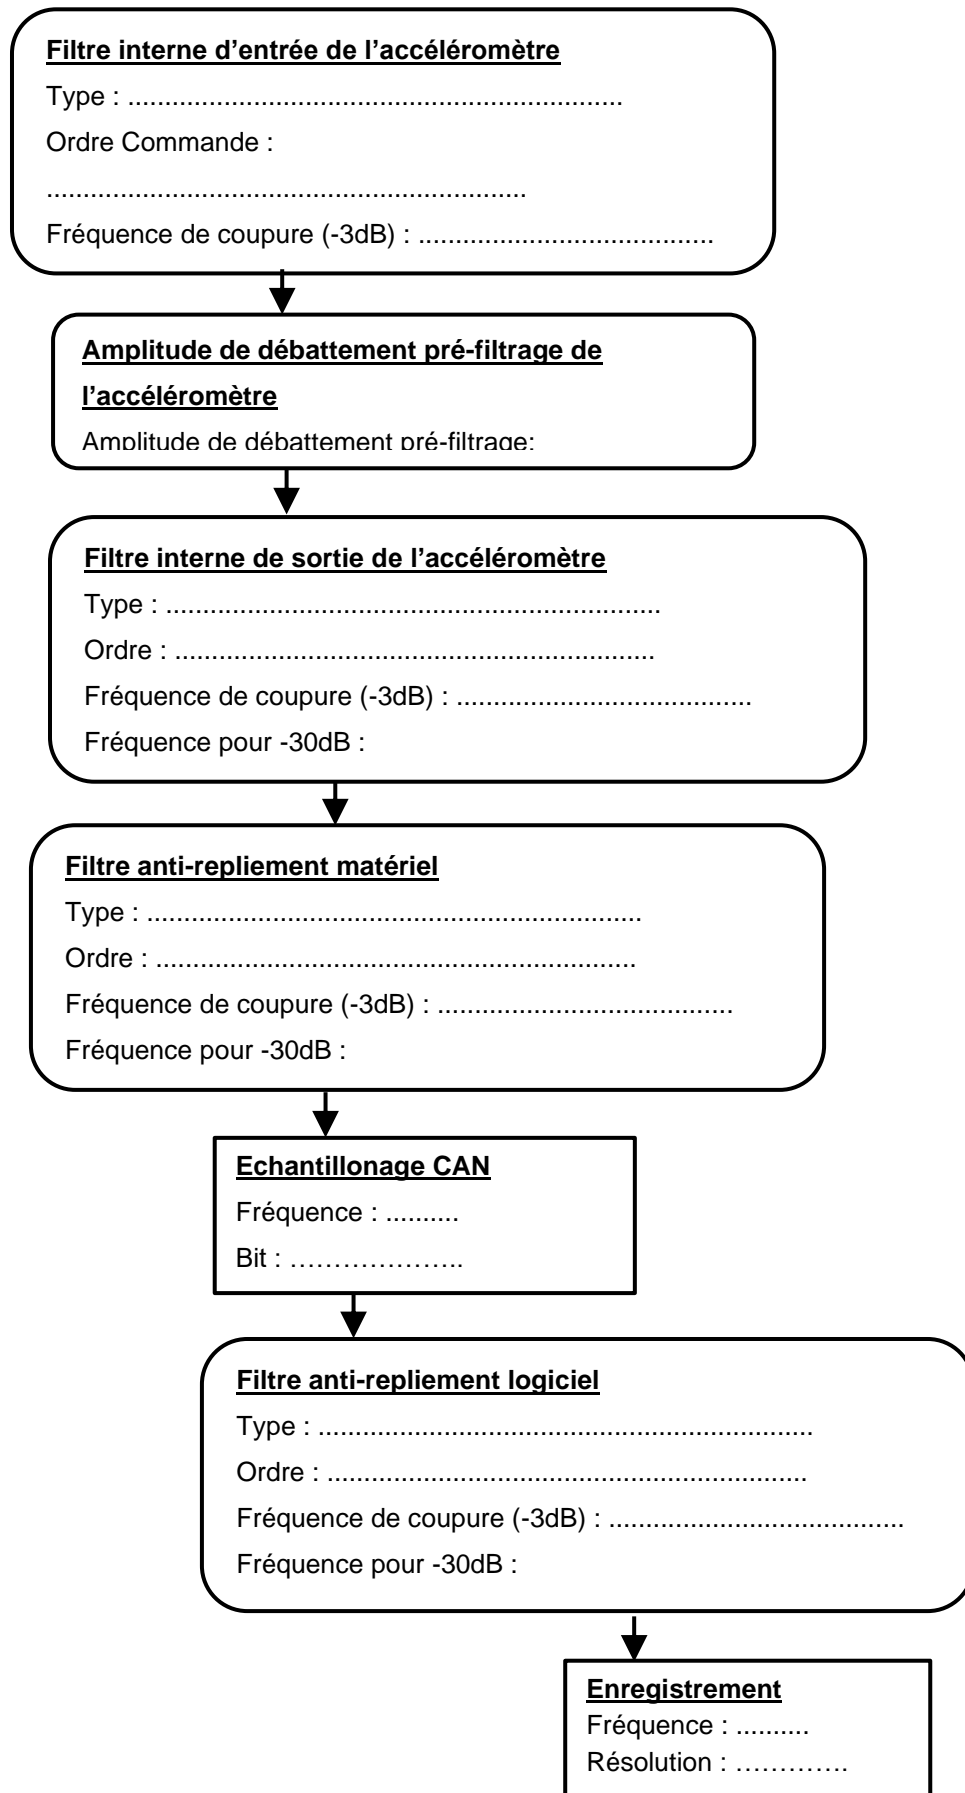 Filtre interne d’entrée de l’accéléromètre
Type : ...................................................................
Ordre Commande :
.................................................................
Fréquence de coupure (-3dB) : ........................................
Amplitude de débattement pré-filtrage de
l’accéléromètre
Amplitude de débattement pré-filtrage:
Filtre interne de sortie de l’accéléromètre
Type : ...................................................................
Ordre : .................................................................
Fréquence de coupure (-3dB) : ........................................
Fréquence pour -30dB :
Filtre anti-repliement matériel
Type : ...................................................................
Ordre : .................................................................
Fréquence de coupure (-3dB) : ........................................
Fréquence pour -30dB :
Echantillonage CAN
Fréquence : ..........
Bit : ………………….
Filtre anti-repliement logiciel
Type : ...................................................................
Ordre : .................................................................
Fréquence de coupure (-3dB) : ........................................
Fréquence pour -30dB :
Enregistrement
Fréquence : ..........
Résolution : ………….